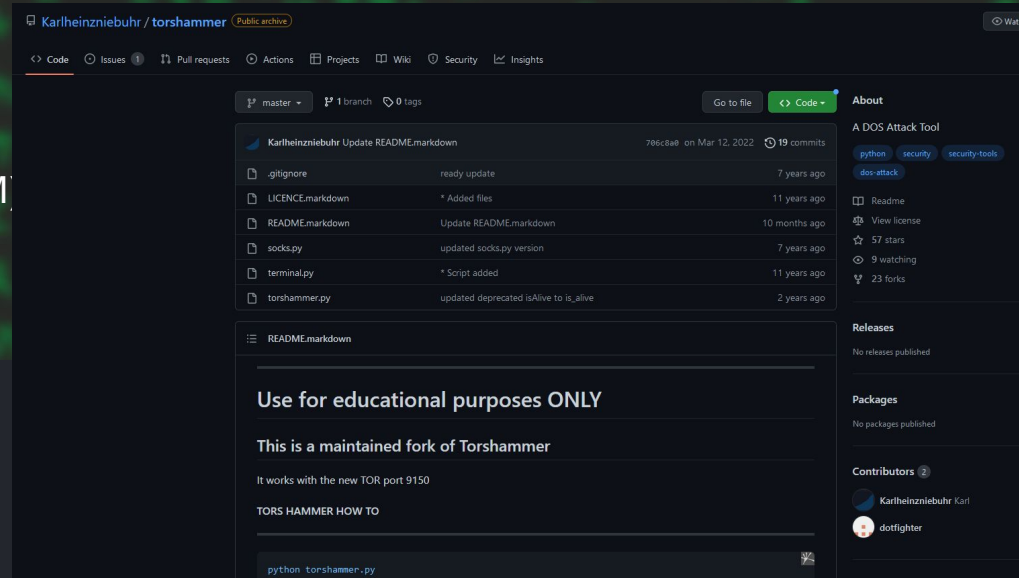 Karlheinzniebuhr / torshammer Public archive
Wat
Code Issues 1 Pull requests Actions Projects Wiki Security Insights
master 1 branch 0 tags Go to file Code
Karlheinzniebuhr Update README.markdown 706c8a0 on Mar 12, 2022 19 commits
.gitignore ready update 7 years ago
LICENCE.markdown * Added files 11 years ago
README.markdown Update README.markdown 10 months ago
socks.py updated socks.py version 7 years ago
terminal.py * Script added 11 years ago
torshammer.py updated deprecated isAlive to is_alive 2 years ago
README.markdown
Use for educational purposes ONLY
This is a maintained fork of Torshammer
It works with the new TOR port 9150
TORS HAMMER HOW TO
python torshammer.py
About
A DOS Attack Tool
python security security-tools
dos-attack
Readme
View license
57 stars
9 watching
23 forks
Releases
No releases published
Packages
No packages published
Contributors 2
Karlheinzniebuhr Karl
dotfighter